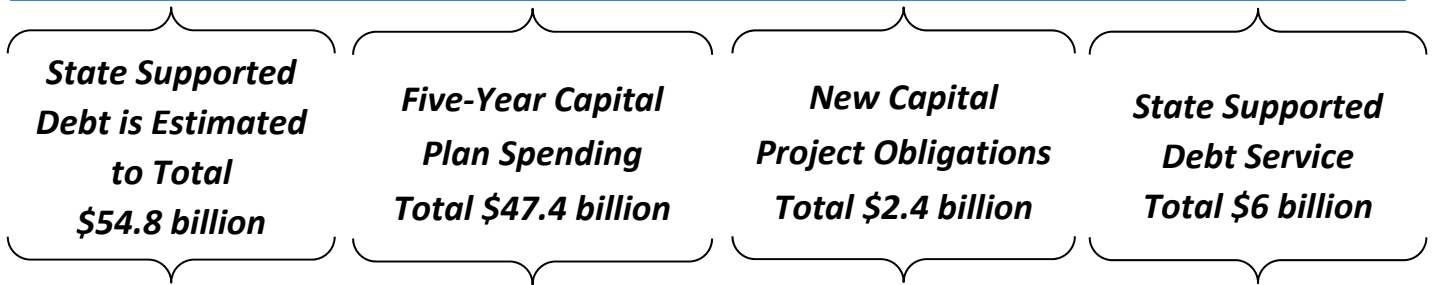 State Supported
Debt is Estimated
to Total
$54.8 billion
Five-Year Capital
Plan Spending
Total $47.4 billion
New Capital
Project Obligations
Total $2.4 billion
State Supported
Debt Service
Total $6 billion